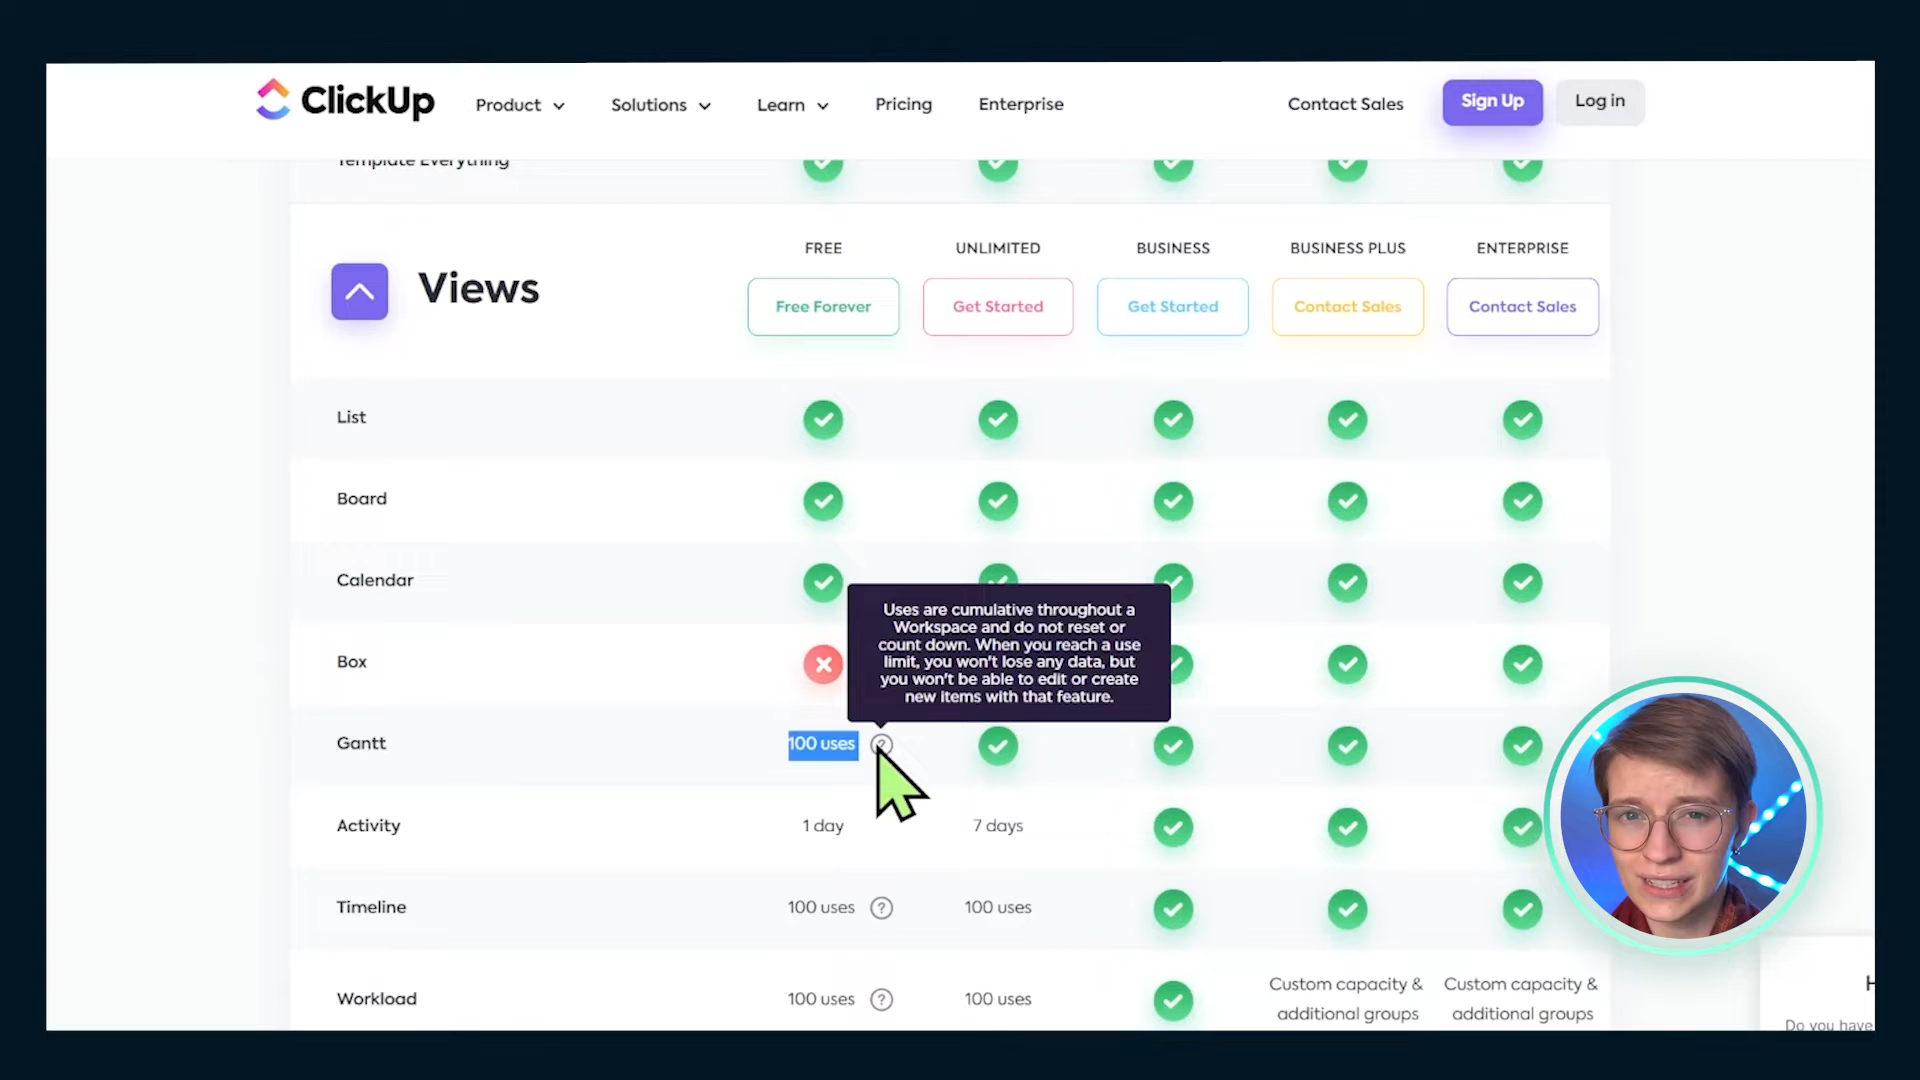 ClickUp
Product
Solutions
Learn
Pricing
Enterprise
Contact Sales
Sign Up
Log in
Template Everything
Views
FREE
UNLIMITED
BUSINESS
BUSINESS PLUS
ENTERPRISE
Free Forever
Get Started
Get Started
Contact Sales
Contact Sales
List
Board
Calendar
Box
Uses are cumulative throughout a
Workspace and do not reset or
count down. When you reach a use
limit, you won't lose any data, but
you won't be able to edit or create
new items with that feature.
Gantt
100 uses
?
Activity
1 day
7 days
Timeline
100 uses
?
100 uses
Workload
100 uses
?
100 uses
Custom capacity &
additional groups
Custom capacity &
additional groups
H
Do you have